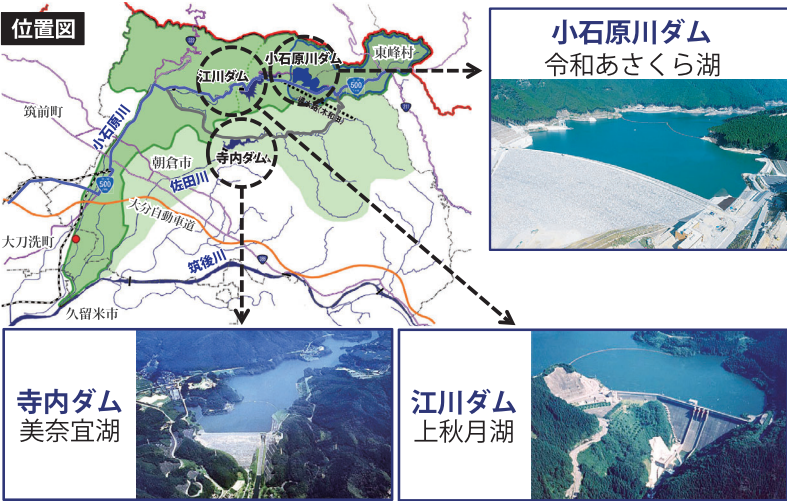 位置図
小石原川ダム
令和あさくら湖
東峰村
小石原川ダム
江川ダム
500
筑前町
小石原川
寺内ダム
朝倉市
佐田川
500
大分自動車道
大刀洗町
筑後川
久留米市
寺内ダム
美奈宜湖
江川ダム
上秋月湖